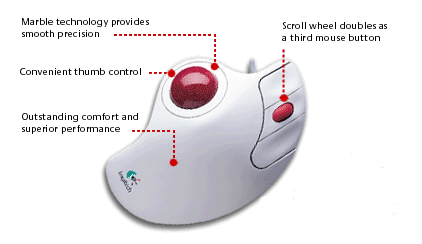 Marble technology provides
smooth precision
Scroll wheel doubles as
a third mouse button
Convenient thumb control
Outstanding comfort and
superior performance
Logitech